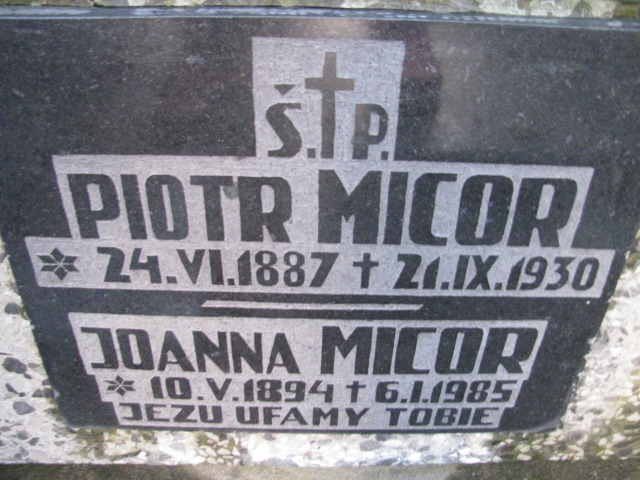 Ś. † P.
PIOTR MICOR
* 24.VI.1887 † 21.IX.1930
JOANNA MICOR
* 10.V.1894 † 6.I.1985
JEZU UFAMY TOBIE